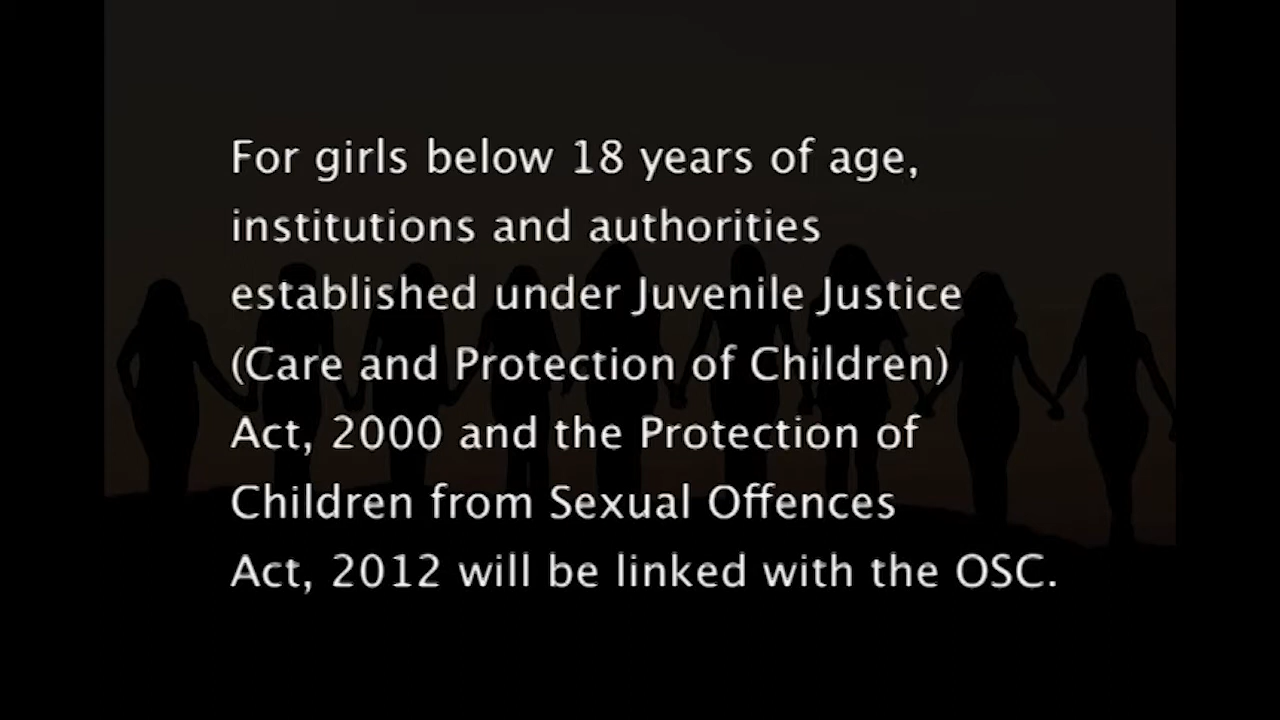 For girls below 18 years of age,
institutions and authorities
established under Juvenile Justice
(Care and Protection of Children)
Act, 2000 and the Protection of
Children from Sexual Offences
Act, 2012 will be linked with the OSC.